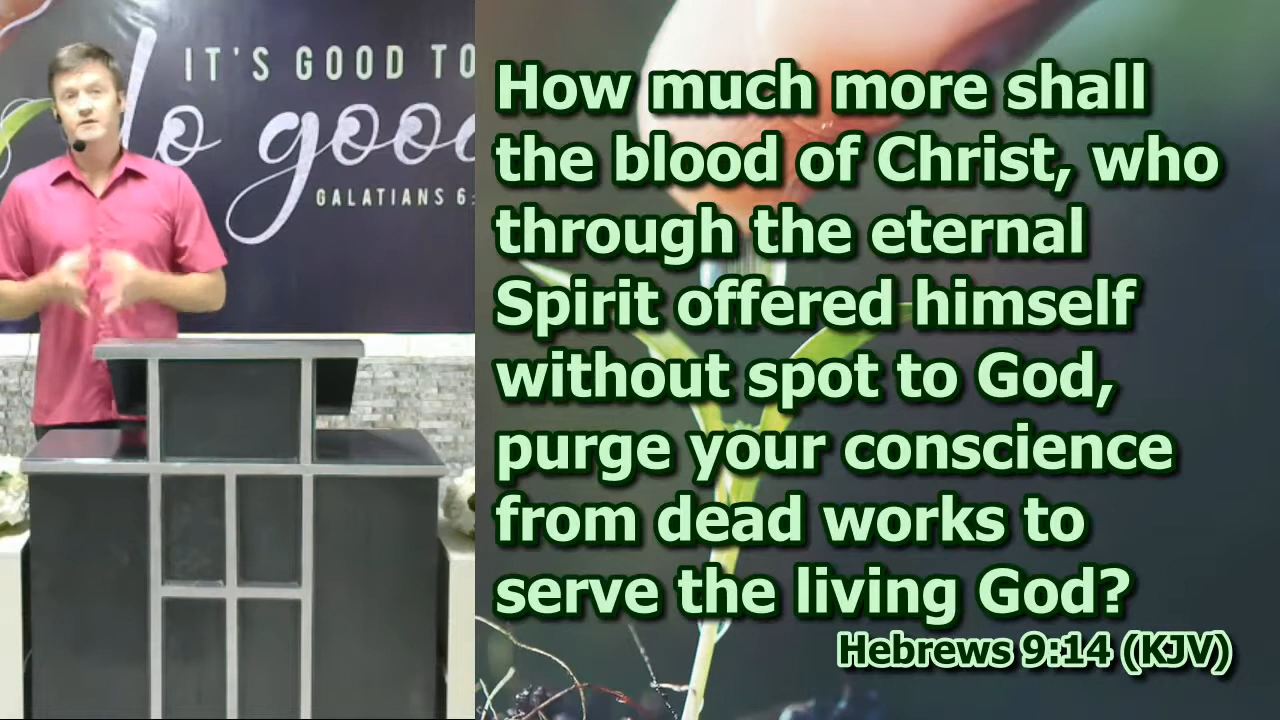 IT'S GOOD TO
do good
GALATIANS 6:
How much more shall
the blood of Christ, who
through the eternal
Spirit offered himself
without spot to God,
purge your conscience
from dead works to
serve the living God?
Hebrews 9:14 (KJV)